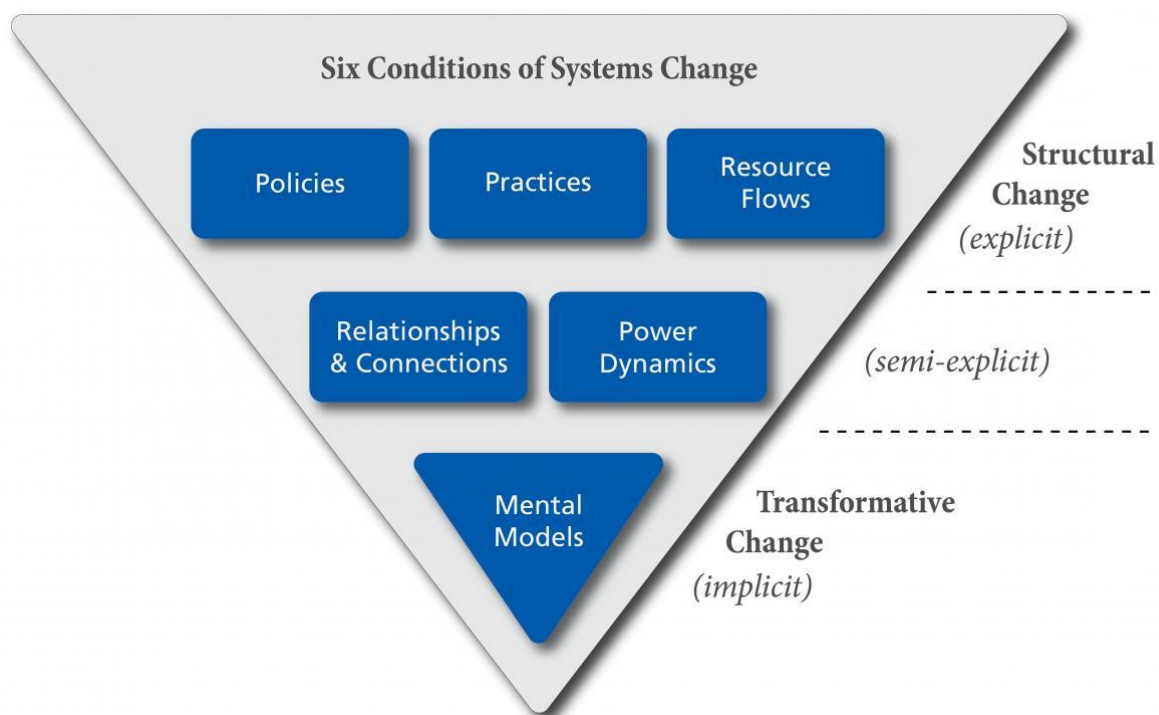 Six Conditions of Systems Change
Policies
Practices
Resource
Flows
Structural
Change
(explicit)
Relationships
& Connections
Power
Dynamics
(semi-explicit)
Mental
Models
Transformative
Change
(implicit)